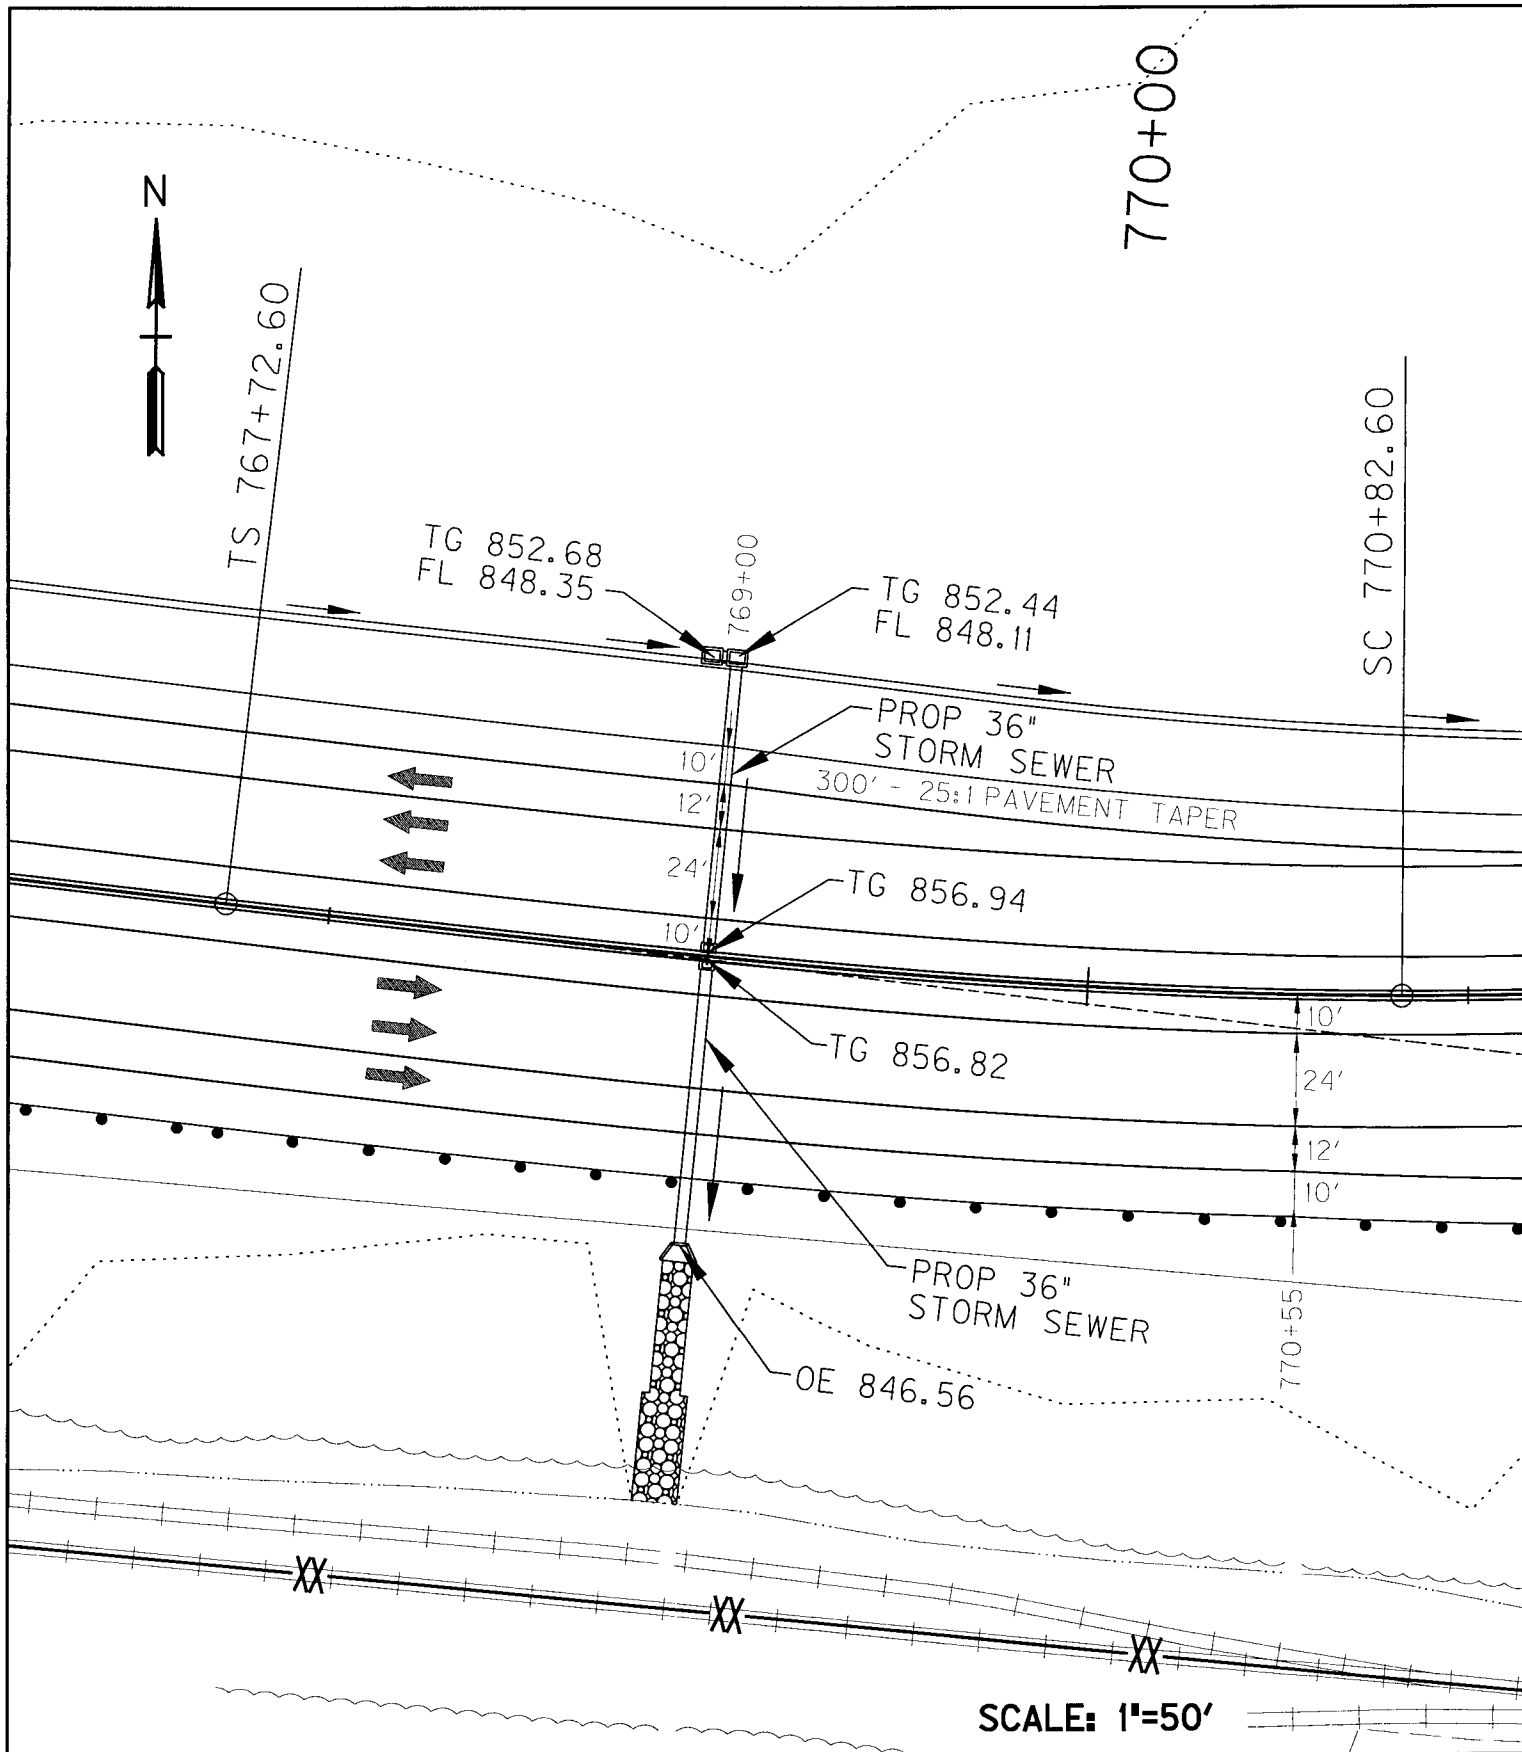 770+00
N
TS 767+72.60
SC 770+82.60
TG 852.68
FL 848.35
769+00
TG 852.44
FL 848.11
PROP 36"
STORM SEWER
10'
12'
300' - 25:1 PAVEMENT TAPER
24'
TG 856.94
10'
10'
TG 856.82
24'
12'
10'
PROP 36"
STORM SEWER
770+55
OE 846.56
XX
XX
XX
SCALE: 1"=50'